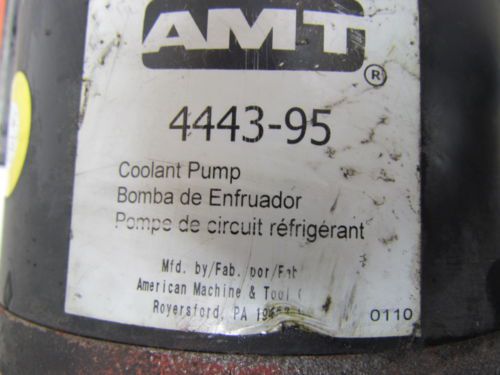 AMT
®
4443-95
Coolant Pump
Bomba de Enfruador
Pompe de circuit réfrigérant
Mfd. by/Fab.
American Machine & Tool
Royersford, PA
0110